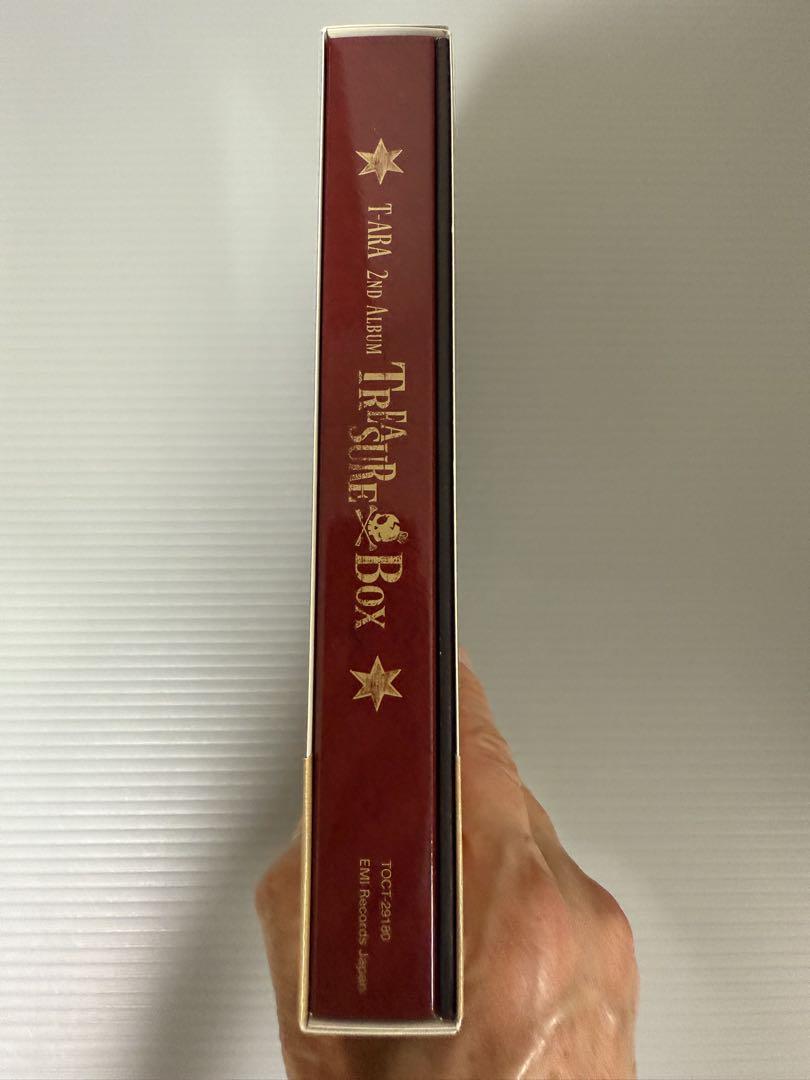 T-ARA 2ND ALBUM
TREASURE BOX
TOCT-29180
EMI Records Japan